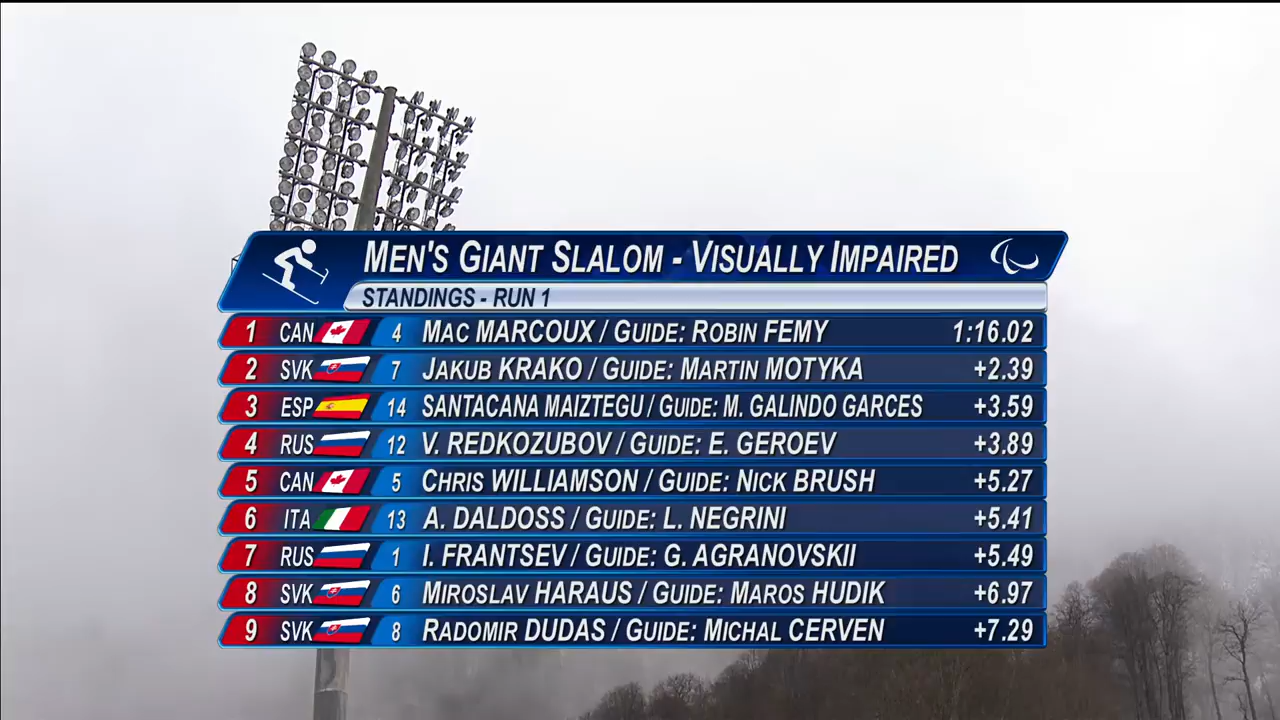 MEN'S GIANT SLALOM - VISUALLY IMPAIRED
STANDINGS - RUN 1
1 CAN 4 MAC MARCOUX / GUIDE: ROBIN FEMY 1:16.02
2 SVK 7 JAKUB KRAKO / GUIDE: MARTIN MOTYKA +2.39
3 ESP 14 SANTACANA MAIZTEGU / GUIDE: M. GALINDO GARCES +3.59
4 RUS 12 V. REDKOZUBOV / GUIDE: E. GEROEV +3.89
5 CAN 5 CHRIS WILLIAMSON / GUIDE: NICK BRUSH +5.27
6 ITA 13 A. DALDOSS / GUIDE: L. NEGRINI +5.41
7 RUS 1 I. FRANTSEV / GUIDE: G. AGRANOVSKII +5.49
8 SVK 6 MIROSLAV HARAUS / GUIDE: MAROS HUDIK +6.97
9 SVK 8 RADOMIR DUDAS / GUIDE: MICHAL CERVEN +7.29